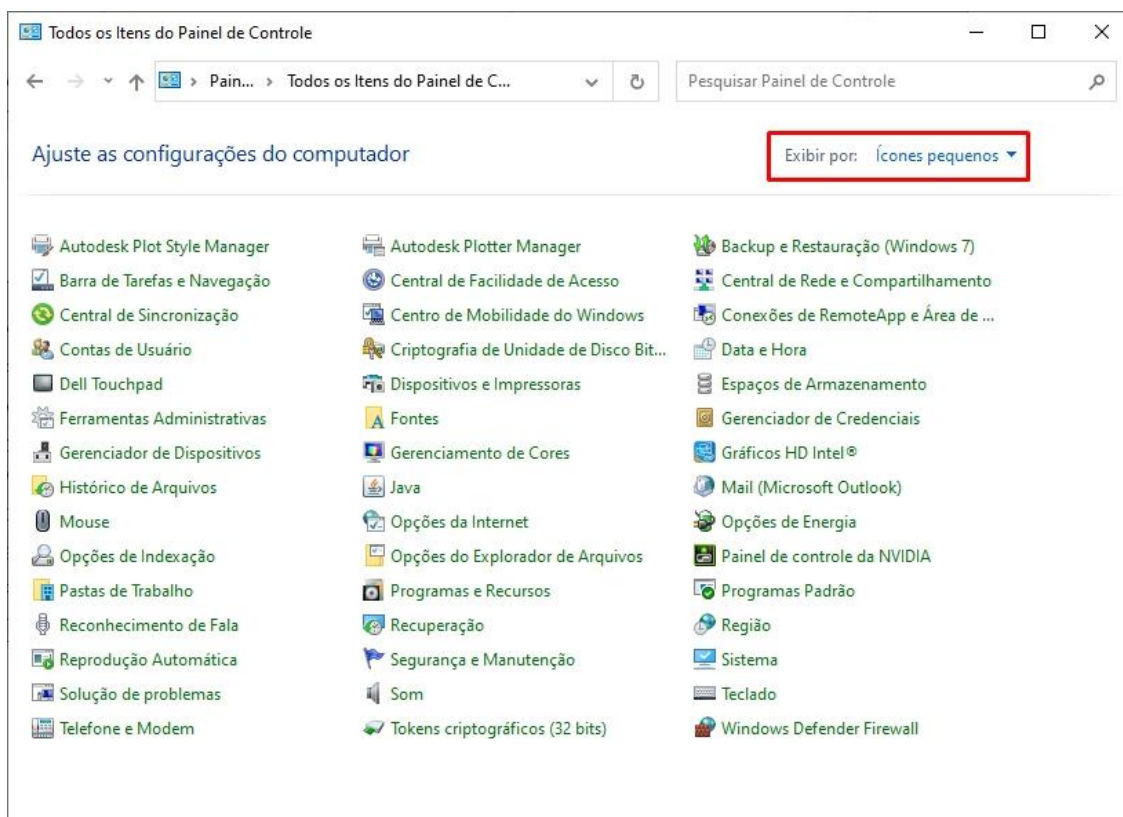 Todos os Itens do Painel de Controle
Pain... > Todos os Itens do Painel de C...
Pesquisar Painel de Controle
Ajuste as configurações do computador
Exibir por: Ícones pequenos
Autodesk Plot Style Manager
Autodesk Plotter Manager
Backup e Restauração (Windows 7)
Barra de Tarefas e Navegação
Central de Facilidade de Acesso
Central de Rede e Compartilhamento
Central de Sincronização
Centro de Mobilidade do Windows
Conexões de RemoteApp e Área de ...
Contas de Usuário
Criptografia de Unidade de Disco Bit...
Data e Hora
Dell Touchpad
Dispositivos e Impressoras
Espaços de Armazenamento
Ferramentas Administrativas
Fontes
Gerenciador de Credenciais
Gerenciador de Dispositivos
Gerenciamento de Cores
Gráficos HD Intel®
Histórico de Arquivos
Java
Mail (Microsoft Outlook)
Mouse
Opções da Internet
Opções de Energia
Opções de Indexação
Opções do Explorador de Arquivos
Painel de controle da NVIDIA
Pastas de Trabalho
Programas e Recursos
Programas Padrão
Reconhecimento de Fala
Recuperação
Região
Reprodução Automática
Segurança e Manutenção
Sistema
Solução de problemas
Som
Teclado
Telefone e Modem
Tokens criptográficos (32 bits)
Windows Defender Firewall